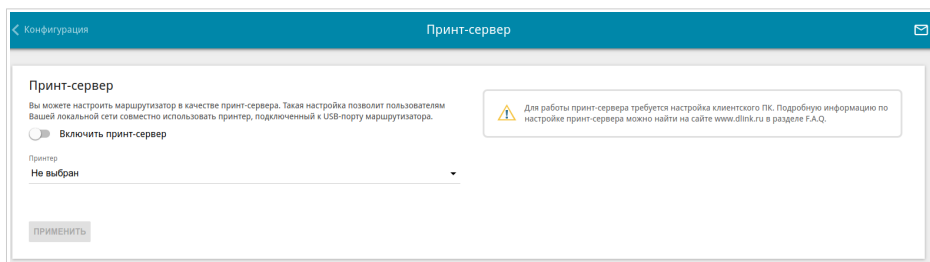 Конфигурация
Принт-сервер
Принт-сервер
Вы можете настроить маршрутизатор в качестве принт-сервера. Такая настройка позволит пользователям
Вашей локальной сети совместно использовать принтер, подключенный к USB-порту маршрутизатора.
Включить принт-сервер
Принтер
Не выбран
ПРИМЕНИТЬ
Для работы принт-сервера требуется настройка клиентского ПК. Подробную информацию по
настройке принт-сервера можно найти на сайте www.dlink.ru в разделе F.A.Q.